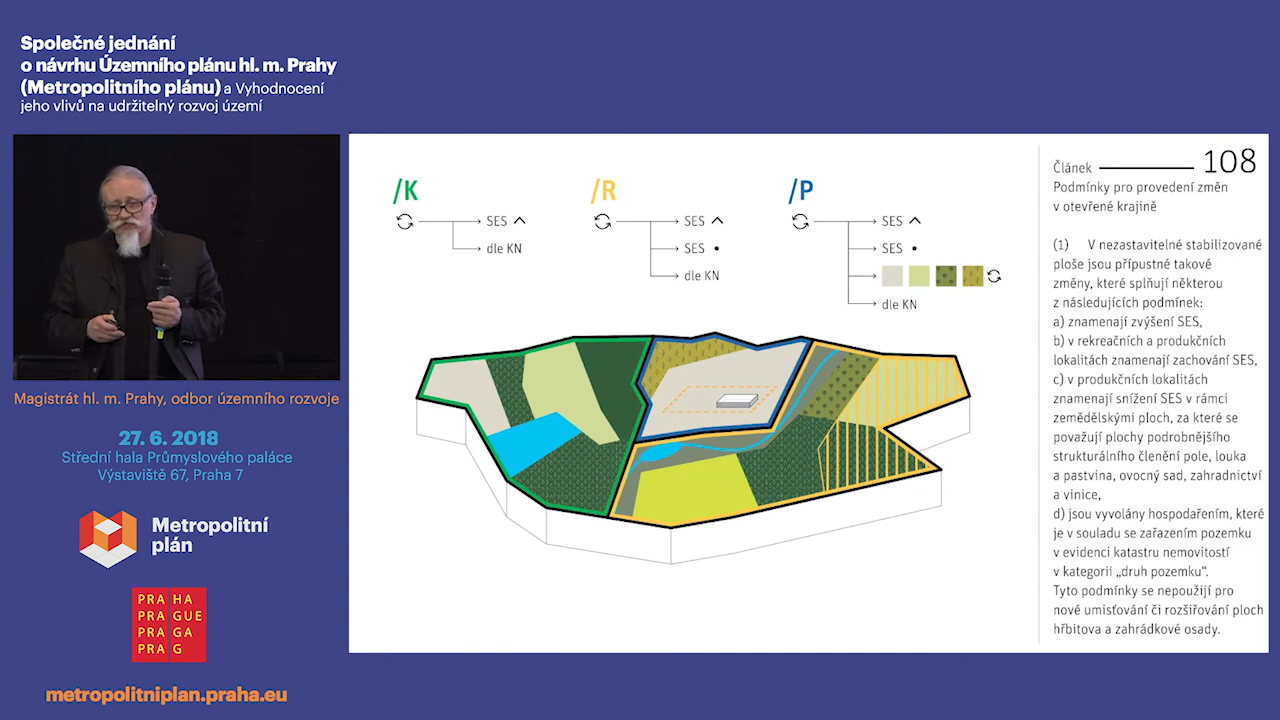 Společné jednání
o návrhu Územního plánu hl. m. Prahy
(Metropolitního plánu) a Vyhodnocení
jeho vlivů na udržitelný rozvoj území
Magistrát hl. m. Prahy, odbor územního rozvoje
27. 6. 2018
Střední hala Průmyslového paláce
Výstaviště 67, Praha 7
Metropolitní
plán
PRA HA
PRA GUE
PRA GA
PRA G
metropolitniplan.praha.eu
/K
SES
dle KN
/R
SES
SES •
dle KN
/P
SES
SES •
dle KN
Článek 108
Podmínky pro provedení změn
v otevřené krajině
(1) V nezastavitelné stabilizované
ploše jsou přípustné takové
změny, které splňují některou
z následujících podmínek:
a) znamenají zvýšení SES,
b) v rekreačních a produkčních
lokalitách znamenají zachování SES,
c) v produkčních lokalitách
znamenají snížení SES v rámci
zemědělskými ploch, za které se
považují plochy podrobnějšího
strukturálního členění pole, louka
a pastvina, ovocný sad, zahradnictví
a vinice,
d) jsou vyvolány hospodařením, které
je v souladu se zařazením pozemku
v evidenci katastru nemovitostí
v kategorii „druh pozemku“.
Tyto podmínky se nepoužijí pro
nové umisťování či rozšiřování ploch
hřbitova a zahrádkové osady.